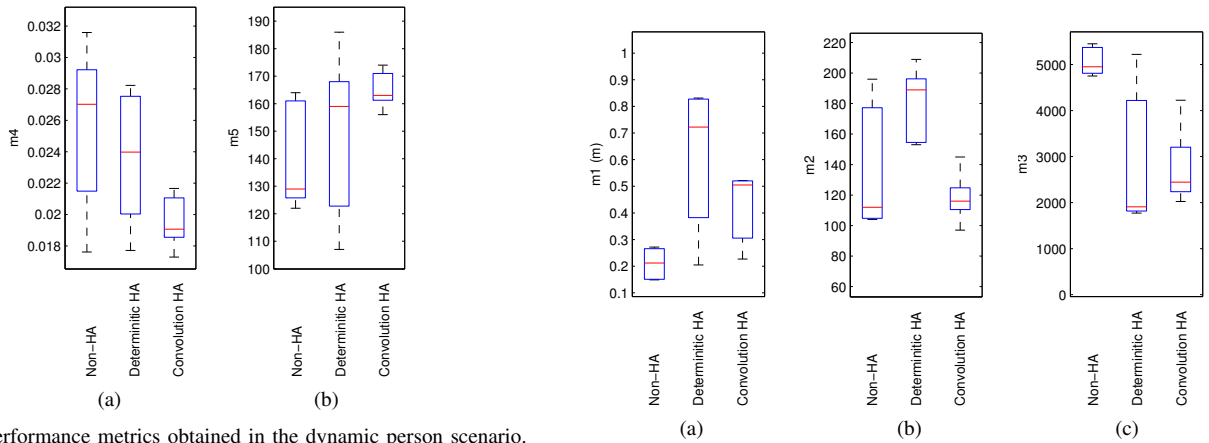 0.032
0.03
0.028
0.026
0.024
0.022
0.02
0.018
m4
Non−HA
Determinitic HA
Convolution HA
(a)
190
180
170
160
150
140
130
120
110
100
m5
Non−HA
Determinitic HA
Convolution HA
(b)
erformance metrics obtained in the dynamic person scenario.
1
0.9
0.8
0.7
0.6
0.5
0.4
0.3
0.2
0.1
m1 (m)
Non−HA
Determinitic HA
Convolution HA
(a)
220
200
180
160
140
120
100
80
60
m2
Non−HA
Determinitic HA
Convolution HA
(b)
5000
4000
3000
2000
1000
0
m3
Non−HA
Determinitic HA
Convolution HA
(c)